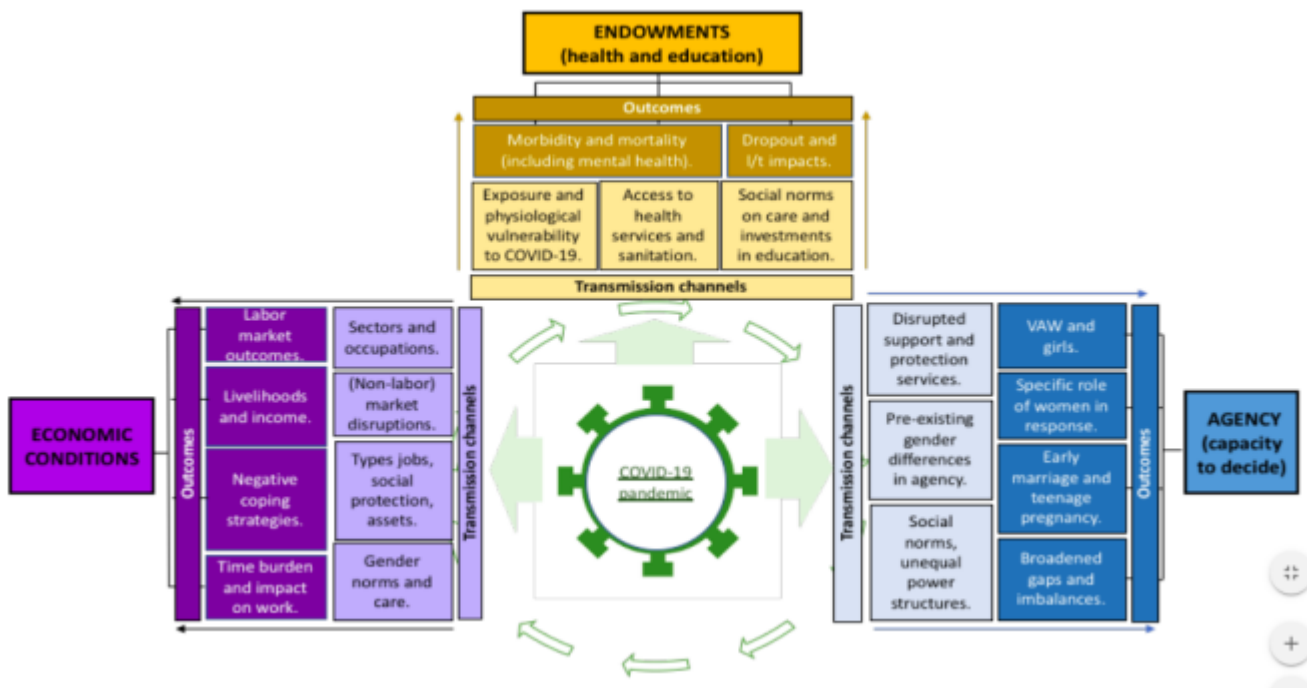 ENDOWMENTS
(health and education)
Outcomes
Morbidity and mortality
(including mental health).
Dropout and
l/t impacts.
Exposure and
physiological
vulnerability
to COVID-19.
Access to
health
services and
sanitation.
Social norms
on care and
investments
in education.
Transmission channels
ECONOMIC
CONDITIONS
Outcomes
Labor
market
outcomes.
Livelihoods
and income.
Negative
coping
strategies.
Time burden
and impact
on work.
Sectors and
occupations.
(Non-labor)
market
disruptions.
Types jobs,
social
protection,
assets.
Gender
norms and
care.
Transmission channels
COVID-19
pandemic
Transmission channels
Disrupted
support and
protection
services.
Pre-existing
gender
differences
in agency.
Social
norms,
unequal
power
structures.
VAW and
girls.
Specific role
of women in
response.
Early
marriage and
teenage
pregnancy.
Broadened
gaps and
imbalances.
Outcomes
AGENCY
(capacity
to decide)